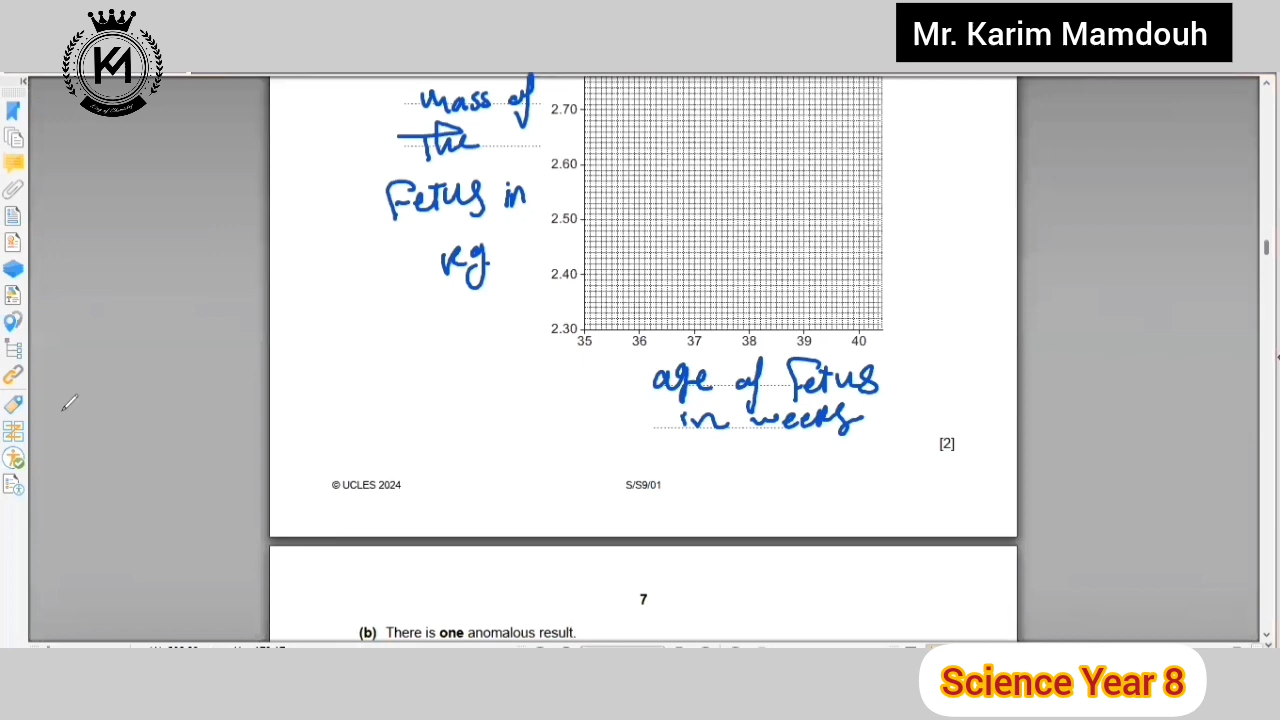 Mr. Karim Mamdouh
KM
mass of
The
Fetus in
kg
2.70
2.60
2.50
2.40
2.30
35 36 37 38 39 40
age of Fetus
in weeks
[2]
© UCLES 2024 S/S9/01
7
(b) There is one anomalous result.
Science Year 8